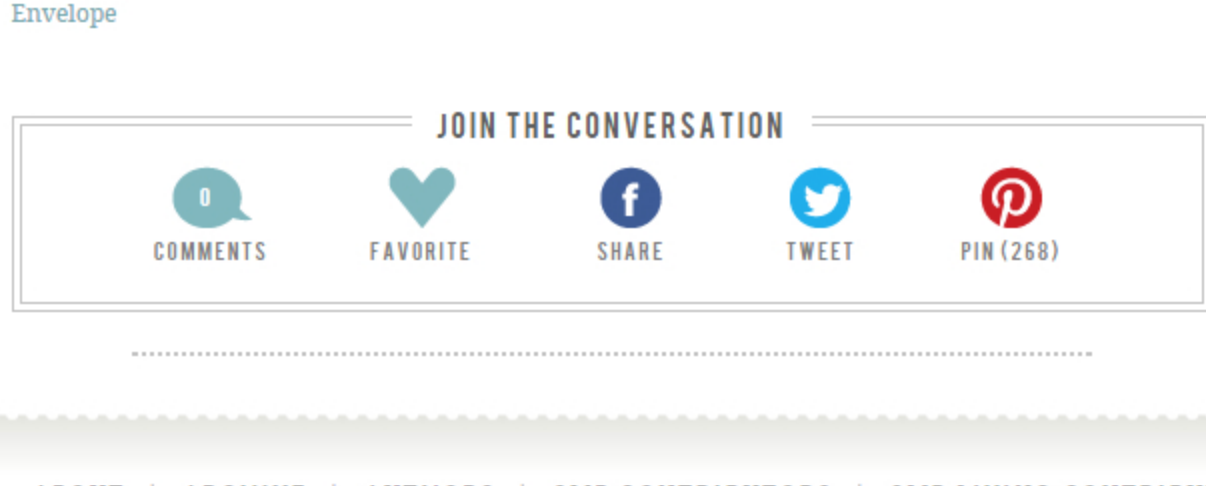 Envelope
JOIN THE CONVERSATION
0
COMMENTS FAVORITE SHARE TWEET PIN (268)